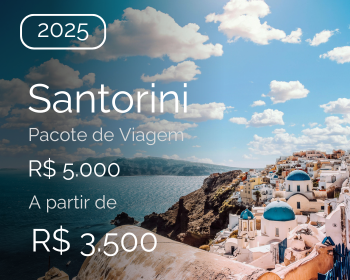 2025
Santorini
Pacote de Viagem
R$ 5.000
A partir de
R$ 3.500